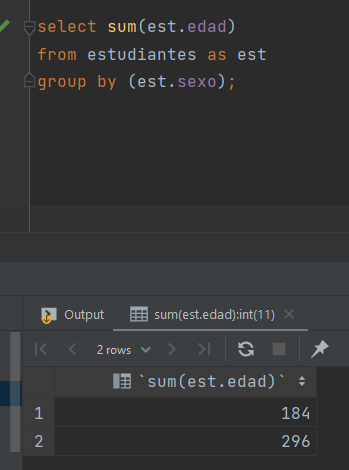 select sum(est.edad)
from estudiantes as est
group by (est.sexo);
Output
sum(est.edad):int(11)
2 rows
`sum(est.edad)`
1 184
2 296